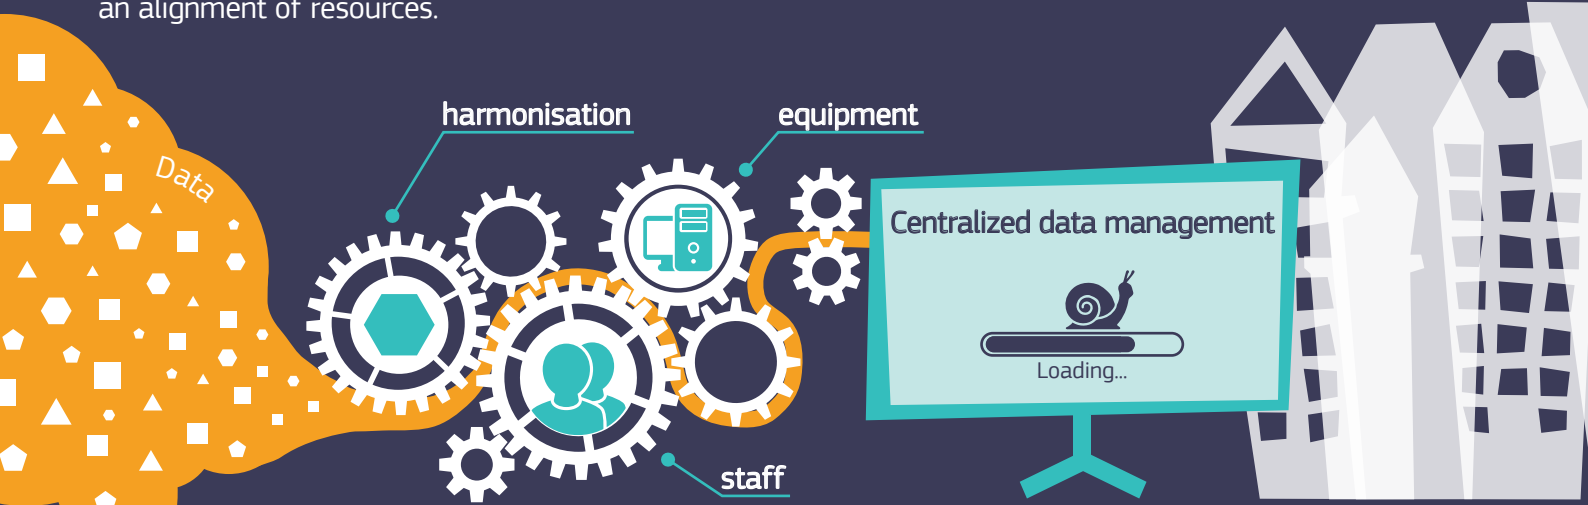 an alignment of resources.
harmonisation
equipment
Data
Centralized data management
Loading...
staff